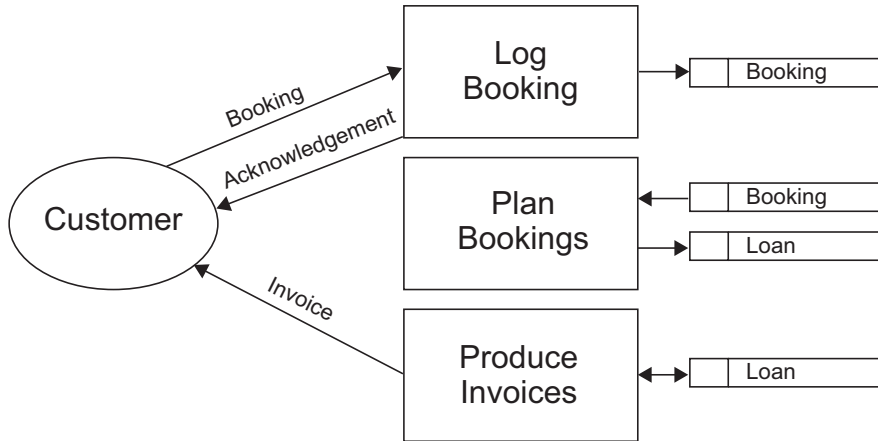 Log
Booking
Booking
Booking
Acknowledgement
Customer
Plan
Bookings
Booking
Loan
Invoice
Produce
Invoices
Loan